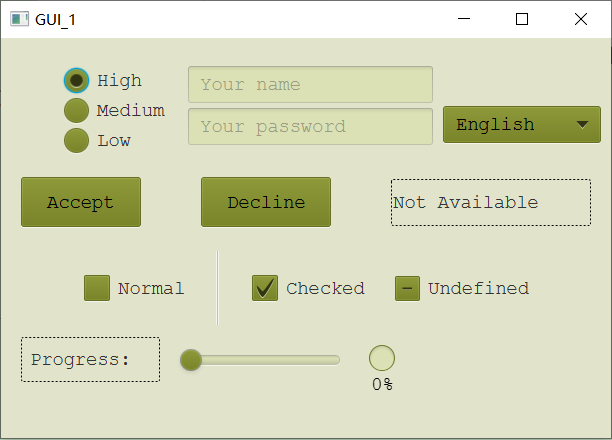 GUI_1
High
Medium
Low
Your name
Your password
English
Accept
Decline
Not Available
Normal
Checked
Undefined
Progress:
0%